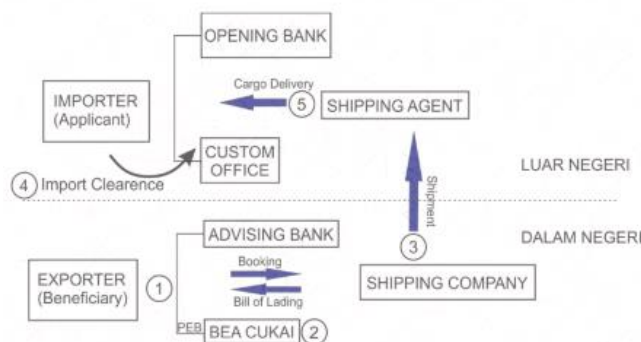 OPENING BANK
Cargo Delivery
5
SHIPPING AGENT
IMPORTER
(Applicant)
CUSTOM
OFFICE
4 Import Clearence
LUAR NEGERI
Shipment
3
DALAM NEGERI
ADVISING BANK
Booking
EXPORTER
(Beneficiary)
1
Bill of Lading
SHIPPING COMPANY
PEB
BEA CUKAI
2